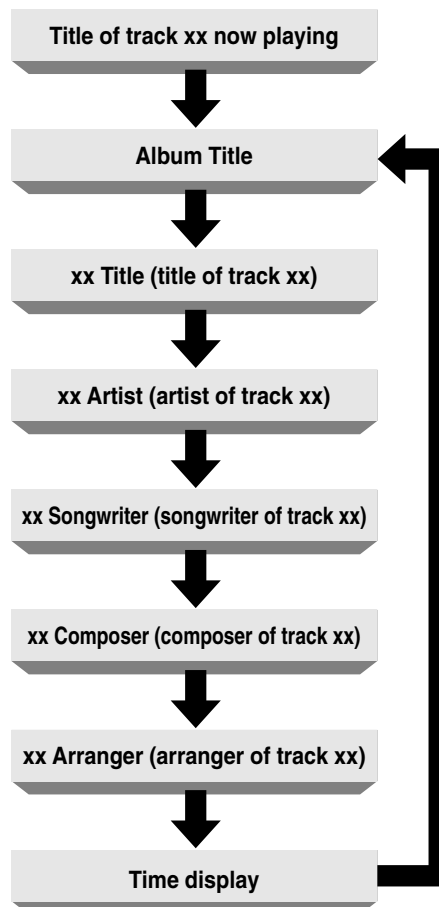 Title of track xx now playing
Album Title
xx Title (title of track xx)
xx Artist (artist of track xx)
xx Songwriter (songwriter of track xx)
xx Composer (composer of track xx)
xx Arranger (arranger of track xx)
Time display